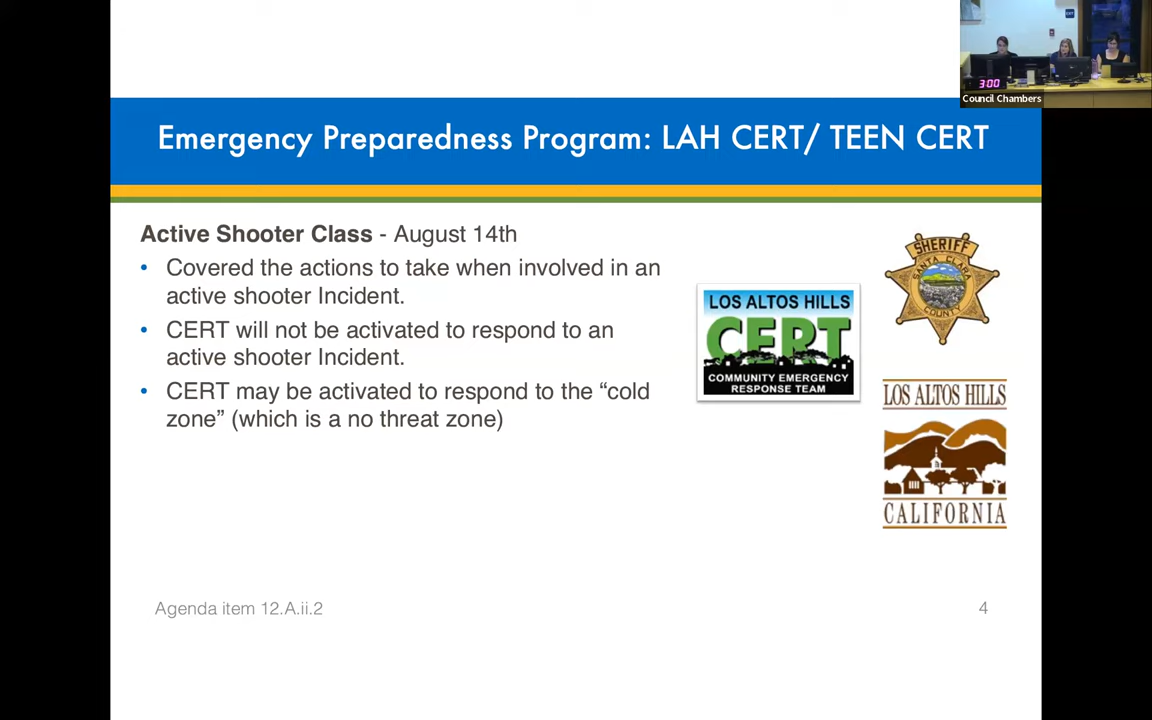 3:00
Council Chambers
Emergency Preparedness Program: LAH CERT/ TEEN CERT
Active Shooter Class - August 14th
• Covered the actions to take when involved in an
active shooter Incident.
• CERT will not be activated to respond to an
active shooter Incident.
• CERT may be activated to respond to the “cold
zone” (which is a no threat zone)
LOS ALTOS HILLS
CERT
COMMUNITY EMERGENCY
RESPONSE TEAM
SHERIFF
SANTA CLARA
COUNTY
LOS ALTOS HILLS
CALIFORNIA
Agenda item 12.A.ii.2
4